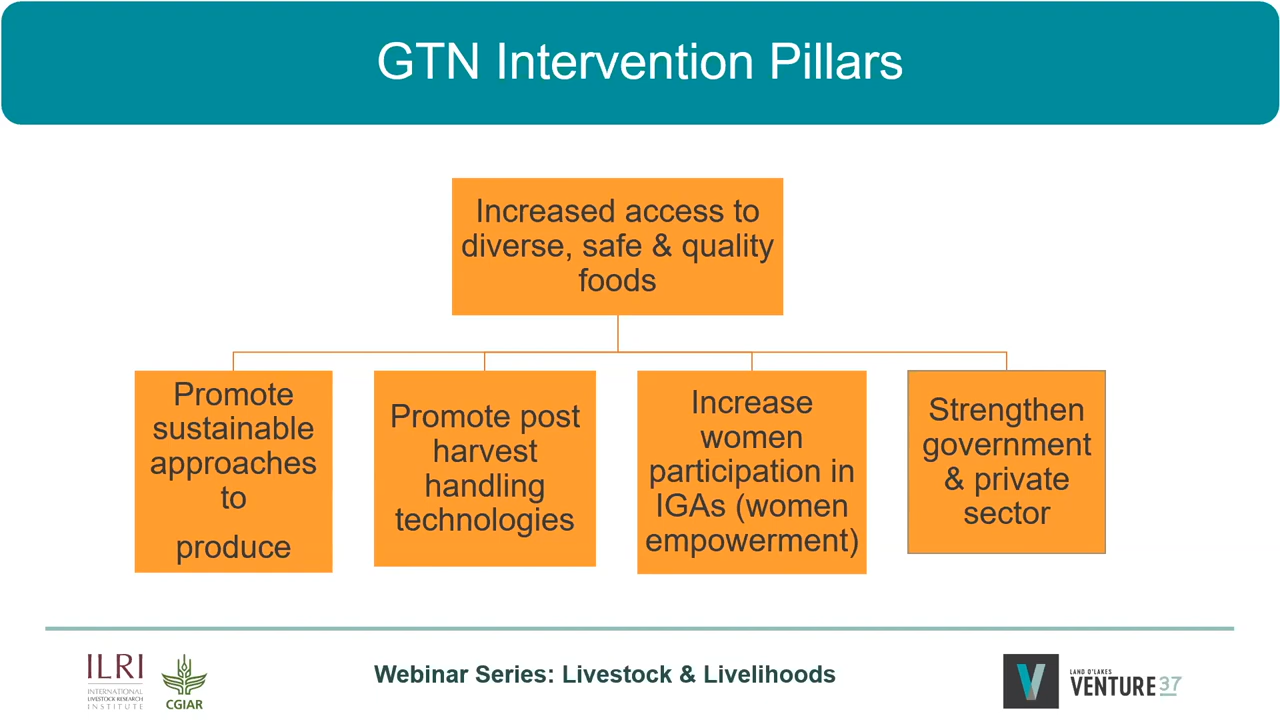 GTN Intervention Pillars
Increased access to
diverse, safe & quality
foods
Promote
sustainable
approaches
to
produce
Promote post
harvest
handling
technologies
Increase
women
participation in
IGAs (women
empowerment)
Strengthen
government
& private
sector
ILRI
INTERNATIONAL
LIVESTOCK RESEARCH
INSTITUTE
CGIAR
Webinar Series: Livestock & Livelihoods
LAND O'LAKES
VENTURE37